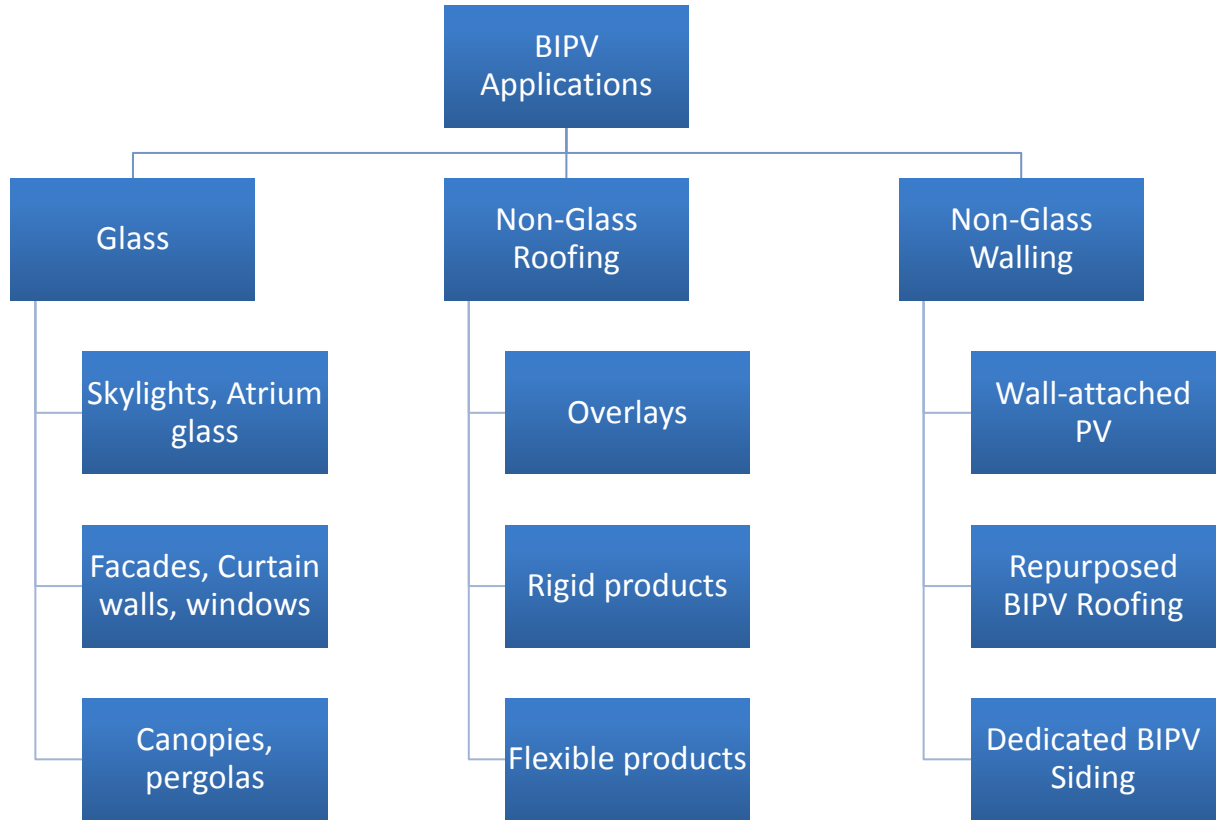 BIPV
Applications
Glass
Non-Glass
Roofing
Non-Glass
Walling
Skylights, Atrium
glass
Overlays
Wall-attached
PV
Facades, Curtain
walls, windows
Rigid products
Repurposed
BIPV Roofing
Canopies,
pergolas
Flexible products
Dedicated BIPV
Siding